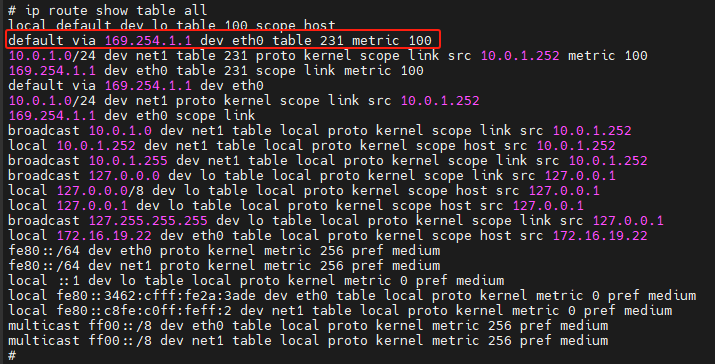 # ip route show table all
local default dev lo table 100 scope host
default via 169.254.1.1 dev eth0 table 231 metric 100
10.0.1.0/24 dev net1 table 231 proto kernel scope link src 10.0.1.252 metric 100
169.254.1.1 dev eth0 table 231 scope link metric 100
default via 169.254.1.1 dev eth0
10.0.1.0/24 dev net1 proto kernel scope link src 10.0.1.252
169.254.1.1 dev eth0 scope link
broadcast 10.0.1.0 dev net1 table local proto kernel scope link src 10.0.1.252
local 10.0.1.252 dev net1 table local proto kernel scope host src 10.0.1.252
broadcast 10.0.1.255 dev net1 table local proto kernel scope link src 10.0.1.252
broadcast 127.0.0.0 dev lo table local proto kernel scope link src 127.0.0.1
local 127.0.0.0/8 dev lo table local proto kernel scope host src 127.0.0.1
local 127.0.0.1 dev lo table local proto kernel scope host src 127.0.0.1
broadcast 127.255.255.255 dev lo table local proto kernel scope link src 127.0.0.1
local 172.16.19.22 dev eth0 table local proto kernel scope host src 172.16.19.22
fe80::/64 dev eth0 proto kernel metric 256 pref medium
fe80::/64 dev net1 proto kernel metric 256 pref medium
local ::1 dev lo table local proto kernel metric 0 pref medium
local fe80::3462:cfff:fe2a:3ade dev eth0 table local proto kernel metric 0 pref medium
local fe80::c8fe:c0ff:feff:2 dev net1 table local proto kernel metric 0 pref medium
multicast ff00::/8 dev eth0 table local proto kernel metric 256 pref medium
multicast ff00::/8 dev net1 table local proto kernel metric 256 pref medium
#